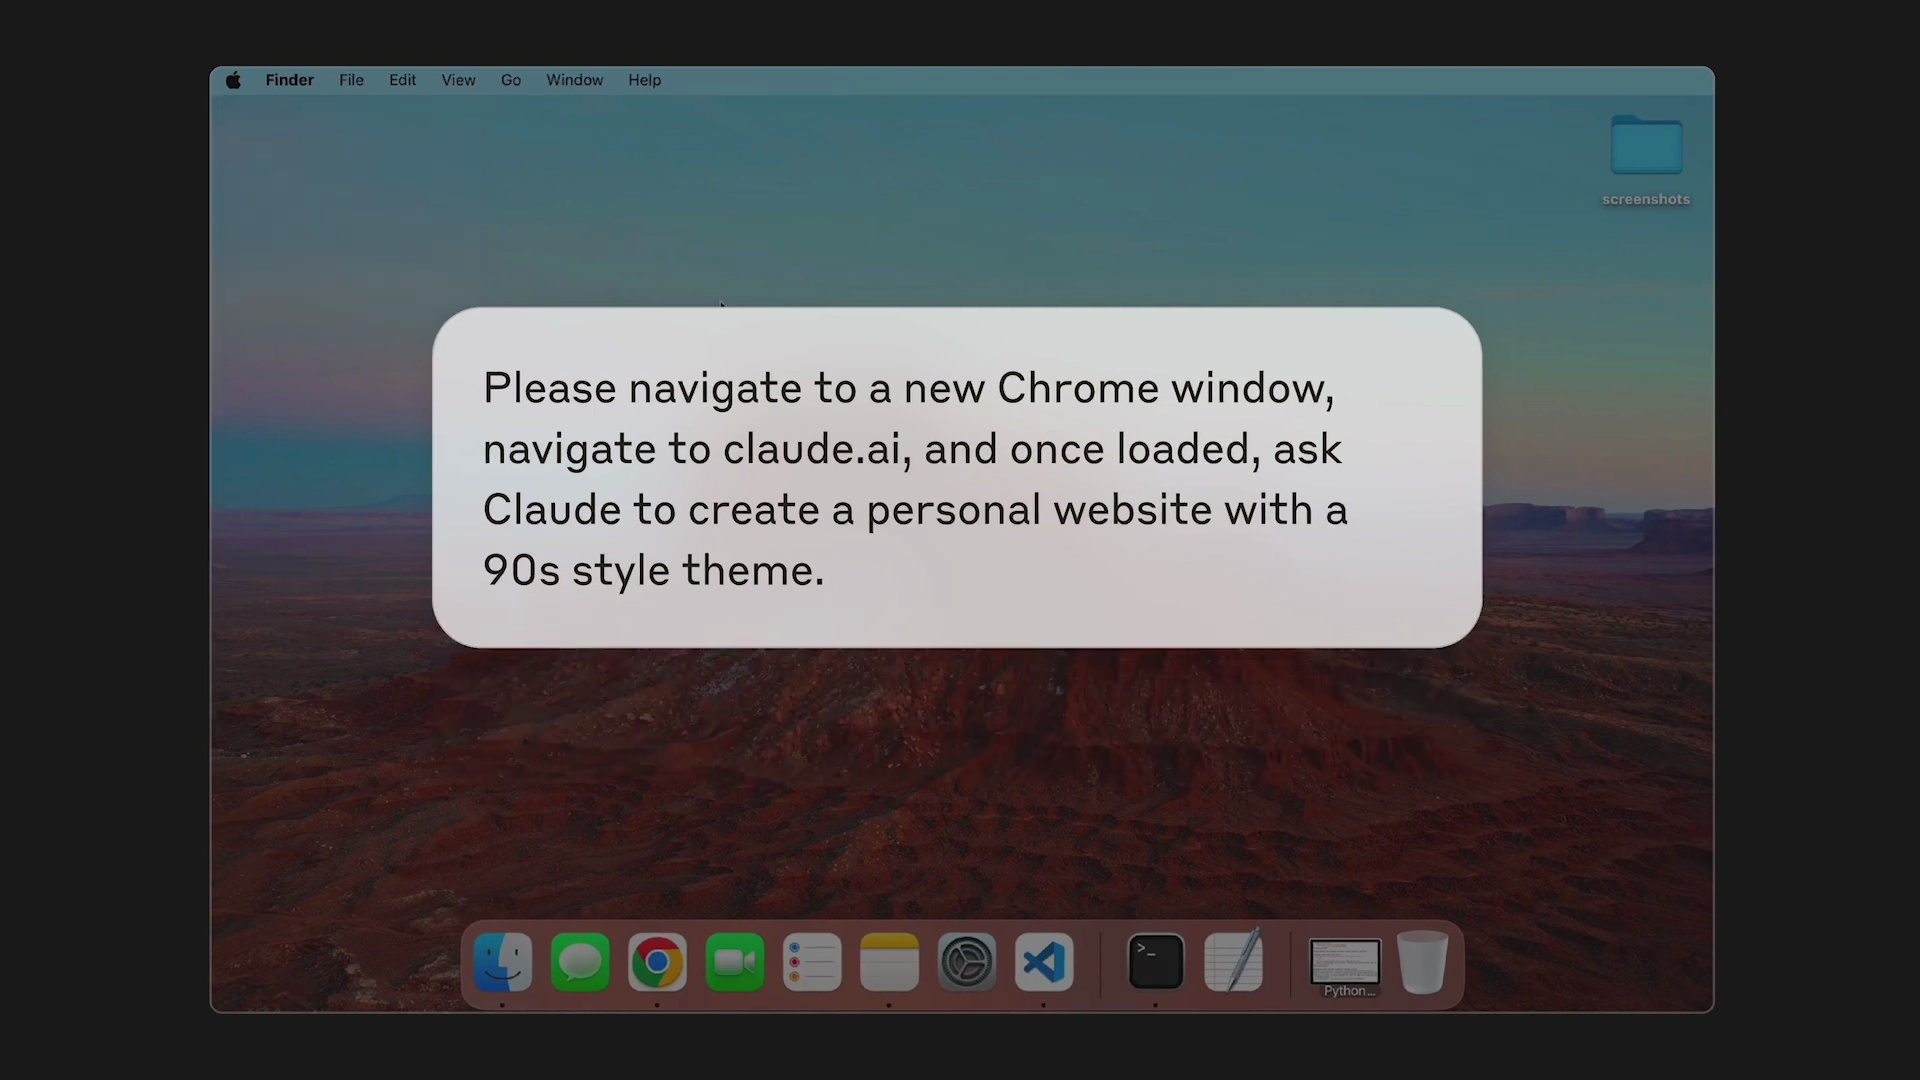 Finder File Edit View Go Window Help
screenshots
Please navigate to a new Chrome window,
navigate to claude.ai, and once loaded, ask
Claude to create a personal website with a
90s style theme.
>_
Python...